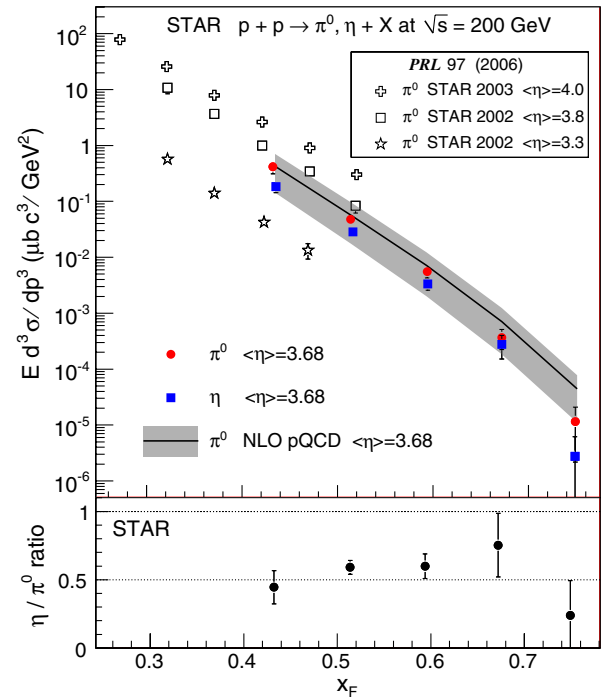 STAR p + p → π⁰, η + X at √s = 200 GeV
PRL 97 (2006)
π⁰ STAR 2003 <η>=4.0
π⁰ STAR 2002 <η>=3.8
π⁰ STAR 2002 <η>=3.3
E d³σ/dp³ (μb c³/GeV²)
10²
10
1
10⁻¹
10⁻²
10⁻³
10⁻⁴
10⁻⁵
10⁻⁶
π⁰ <η>=3.68
η <η>=3.68
π⁰ NLO pQCD <η>=3.68
STAR
η / π⁰ ratio
1
0.5
0
0.3 0.4 0.5 0.6 0.7
x_F